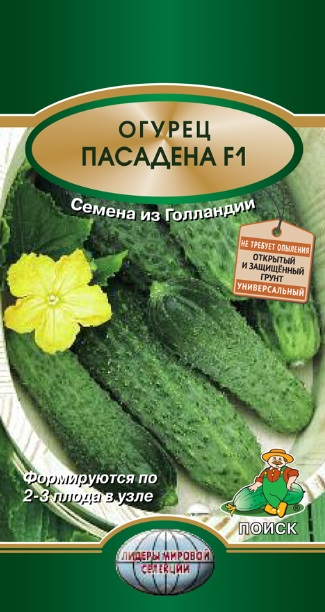 ОГУРЕЦ
ПАСАДЕНА F1
Семена из Голландии
НЕ ТРЕБУЕТ ОПЫЛЕНИЯ
ОТКРЫТЫЙ
И ЗАЩИЩЁННЫЙ
ГРУНТ
УНИВЕРСАЛЬНЫЙ
Формируются по
2-3 плода в узле
ПОИСК
ЛИДЕРЫ МИРОВОЙ
СЕЛЕКЦИИ